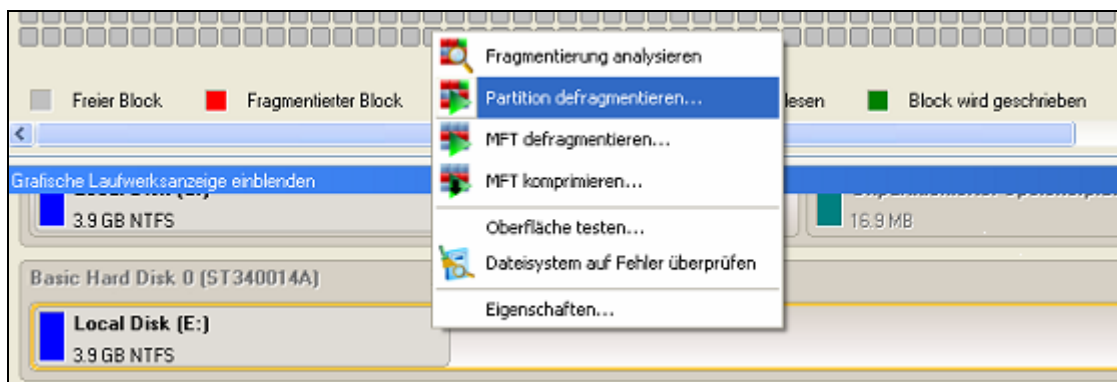 Fragmentierung analysieren
Freier Block Fragmentierter Block Partition defragmentieren... lesen Block wird geschrieben
MFT defragmentieren...
Grafische Laufwerksanzeige einblenden MFT komprimieren...
3.9 GB NTFS 16.9 MB
Oberfläche testen...
Dateisystem auf Fehler überprüfen
Basic Hard Disk 0 (ST340014A)
Eigenschaften...
Local Disk (E:)
3.9 GB NTFS